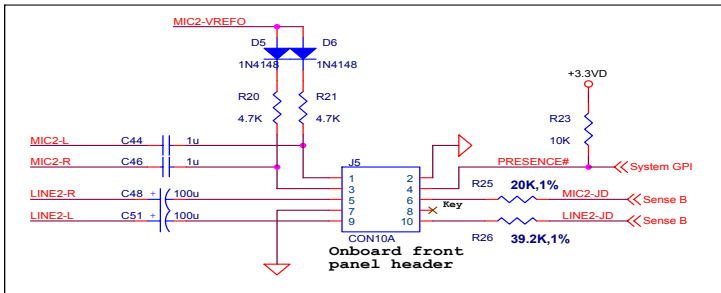 MIC2-VREFO
D5 D6
1N4148 1N4148
+3.3VD
R20 R21
4.7K 4.7K
R23
10K
MIC2-L C44 1u
MIC2-R C46 1u
J5
PRESENCE# System GPI
1 2
3 4
LINE2-R C48 + 100u 5 6 R25 20K,1% MIC2-JD Sense B
7 8 Key
LINE2-L C51 + 100u 9 10 LINE2-JD Sense B
CON10A R26 39.2K,1%
Onboard front
panel header